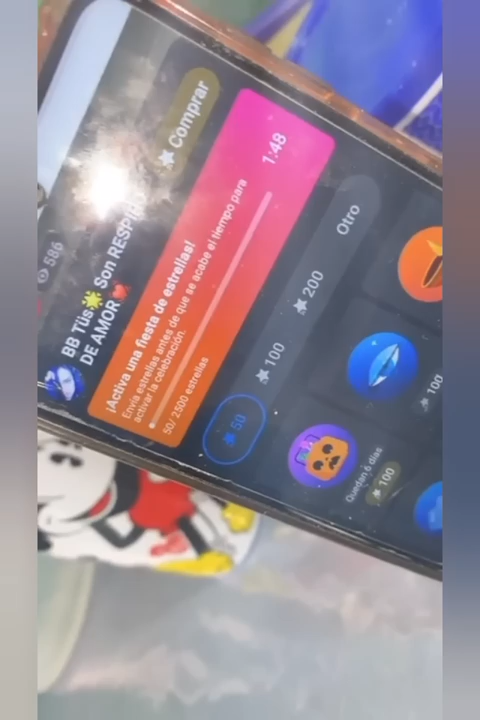 586
BB Tüs🌟 Son
DE AMOR
Comprar
¡Activa una fiesta de estrellas!
Envía estrellas antes de que se acabe el tiempo para
activar la celebración.
1:48
50/2500 estrellas
50
100
200
Otro
Quedan 6 días
100
100